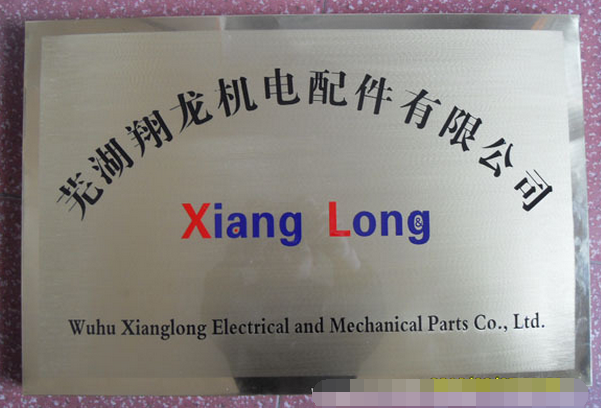 芜湖翔龙机电配件有限公司
Xiang Long
&
Wuhu Xianglong Electrical and Mechanical Parts Co., Ltd.